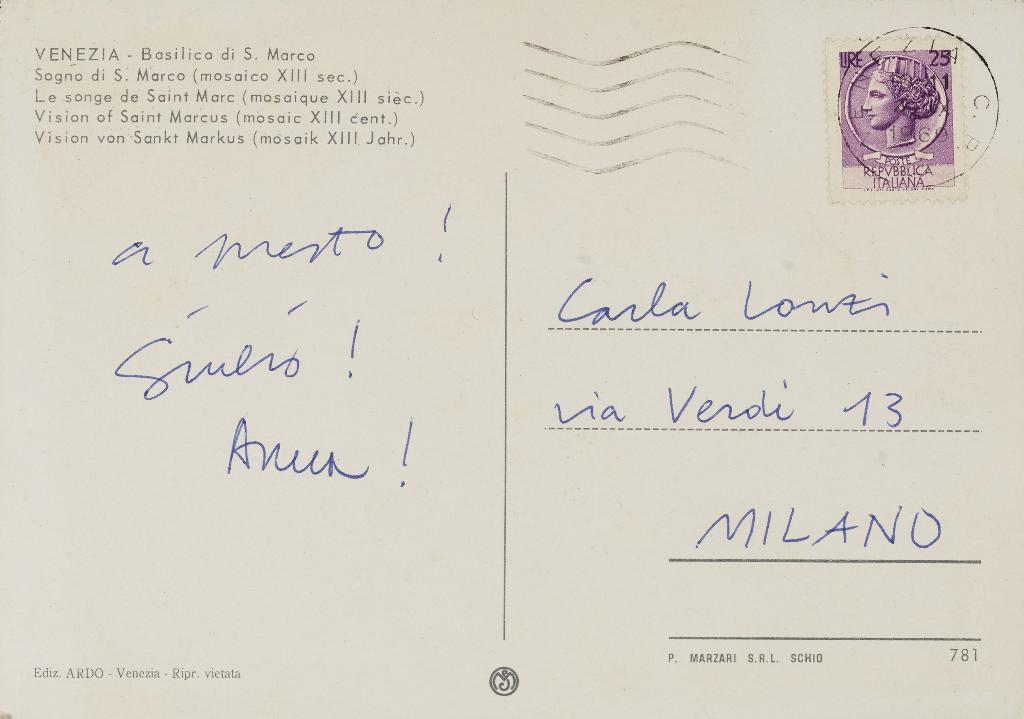 VENEZIA - Basilica di S. Marco
Sogno di S. Marco (mosaico XIII sec.)
Le songe de Saint Marc (mosaique XIII sièc.)
Vision of Saint Marcus (mosaic XIII cent.)
Vision von Sankt Markus (mosaik XIII Jahr.)
LIRE 25
POSTE
REPVBBLICA
ITALIANA
a presto!
Giulio!
Anna!
Carla Lonzi
via Verdi 13
MILANO
Ediz. ARDO - Venezia - Ripr. vietata
P. MARZARI S.R.L. SCHIO 781